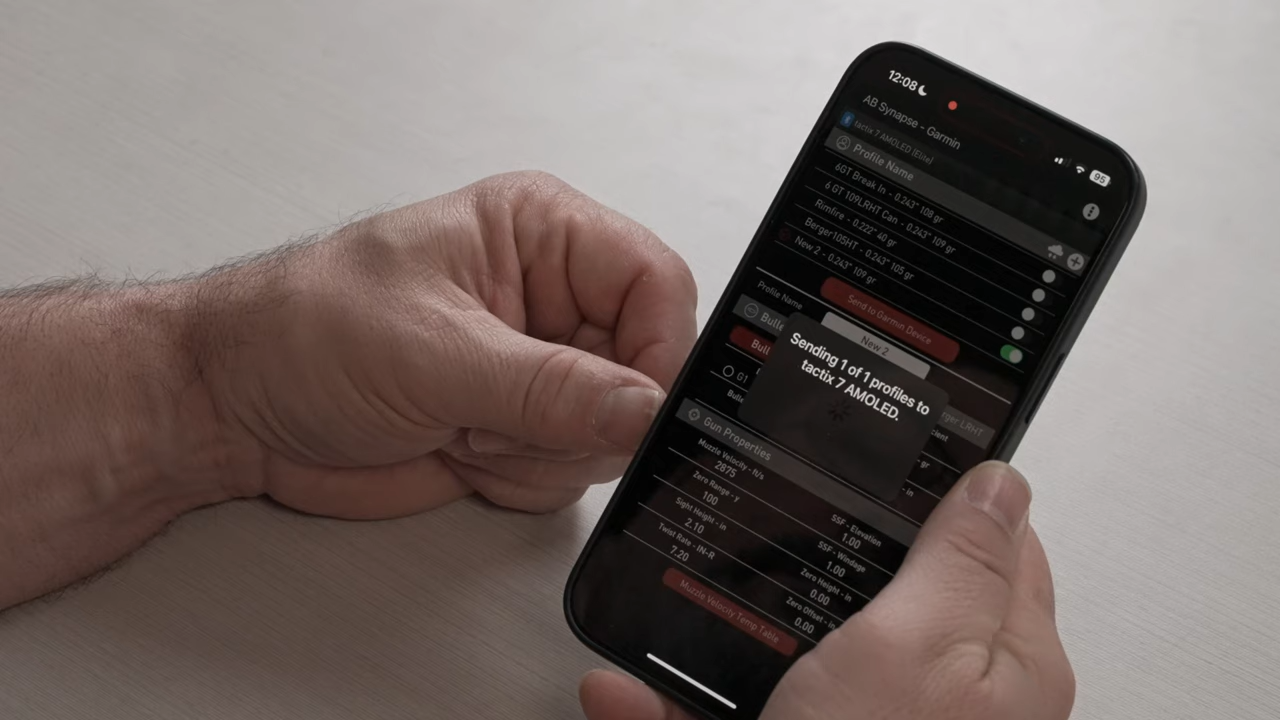 12:08
95
AB Synapse - Garmin
tactix 7 AMOLED (Elite)
Profile Name
6GT Break In - 0.243" 108 gr
6 GT 109LRHT Can - 0.243" 109 gr
Rimfire - 0.222" 40 gr
Berger105HT - 0.243" 105 gr
New 2 - 0.243" 109 gr
Send to Garmin Device
Profile Name
New 2
Sending 1 of 1 profiles to
tactix 7 AMOLED.
G1
LRHT
gr
- in
Gun Properties
Muzzle Velocity - ft/s
2875
SSF - Elevation
1.00
Zero Range - y
100
SSF - Windage
1.00
Sight Height - in
2.10
Zero Height - in
0.00
Twist Rate - IN-R
7.20
Zero Offset - in
0.00
Muzzle Velocity Temp Table